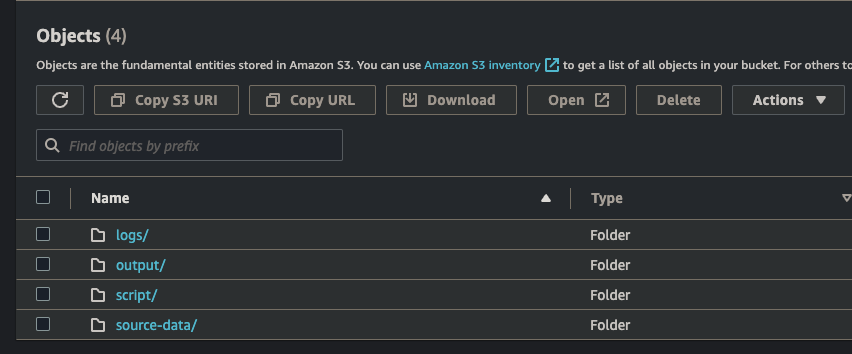 Objects (4)
Objects are the fundamental entities stored in Amazon S3. You can use Amazon S3 inventory to get a list of all objects in your bucket. For others to
Copy S3 URI Copy URL Download Open Delete Actions
Find objects by prefix
Name Type
logs/ Folder
output/ Folder
script/ Folder
source-data/ Folder